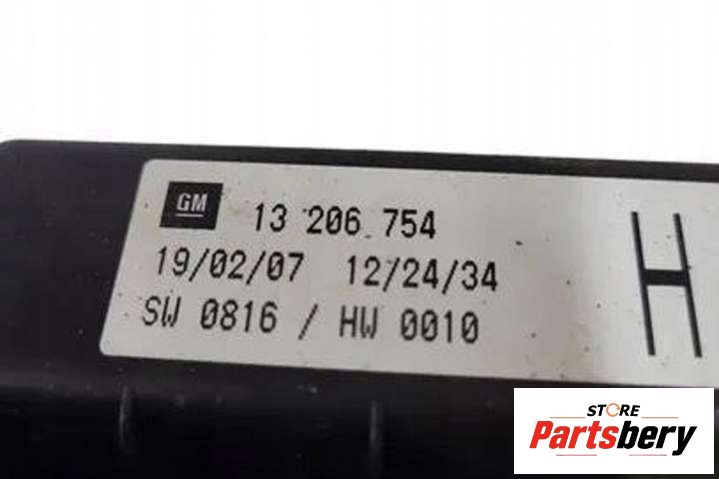 GM 13 206 754
19/02/07 12/24/34
SW 0816 / HW 0010
H
STORE
Partsbery